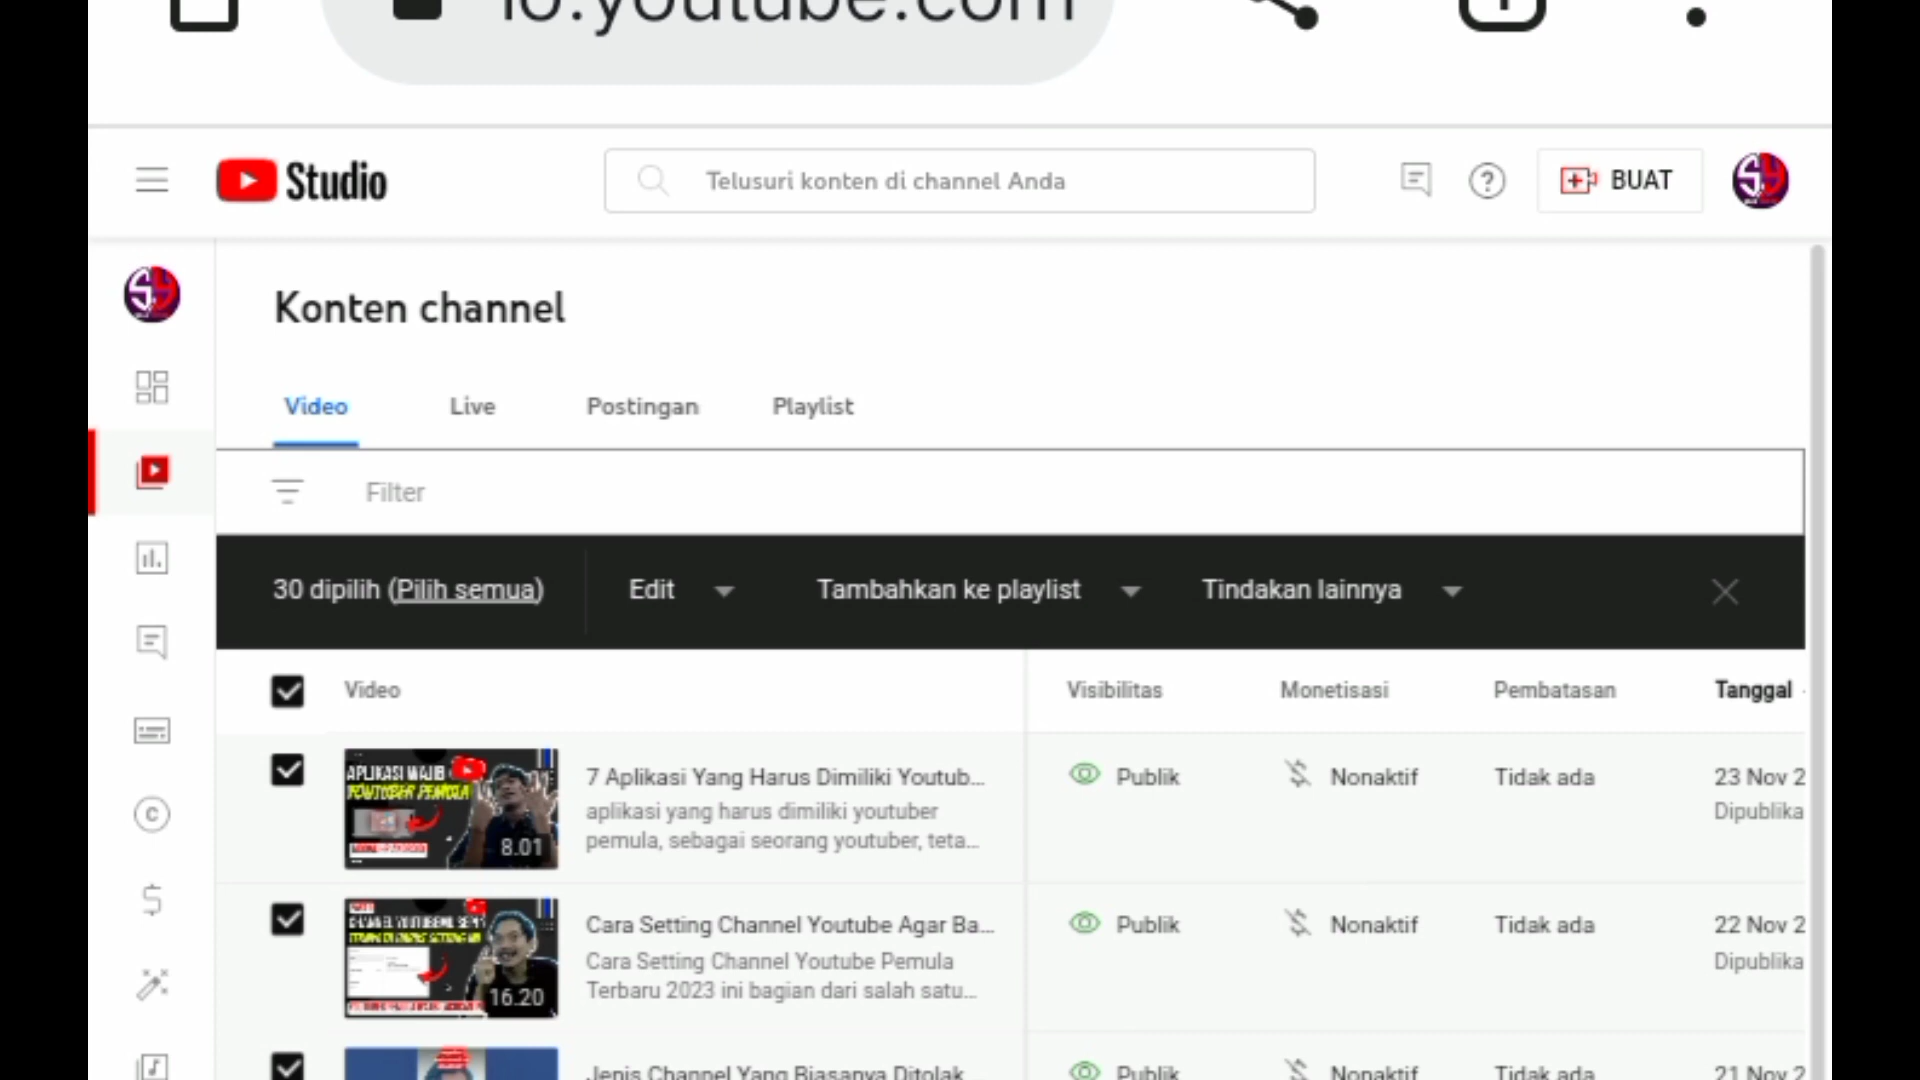 io.youtube.com
Studio
Telusuri konten di channel Anda
BUAT
Konten channel
Video Live Postingan Playlist
Filter
30 dipilih (Pilih semua) Edit Tambahkan ke playlist Tindakan lainnya
Video Visibilitas Monetisasi Pembatasan Tanggal
APLIKASI WAJIB
YOUTUBER PEMULA
8.01
7 Aplikasi Yang Harus Dimiliki Youtub...
aplikasi yang harus dimiliki youtuber
pemula, sebagai seorang youtuber, teta...
Publik Nonaktif Tidak ada 23 Nov 2
Dipublika
16.20
Cara Setting Channel Youtube Agar Ba...
Cara Setting Channel Youtube Pemula
Terbaru 2023 ini bagian dari salah satu...
Publik Nonaktif Tidak ada 22 Nov 2
Dipublika
Jenis Channel Yang Biasanya Ditolak
Publik Nonaktif Tidak ada 21 Nov 2